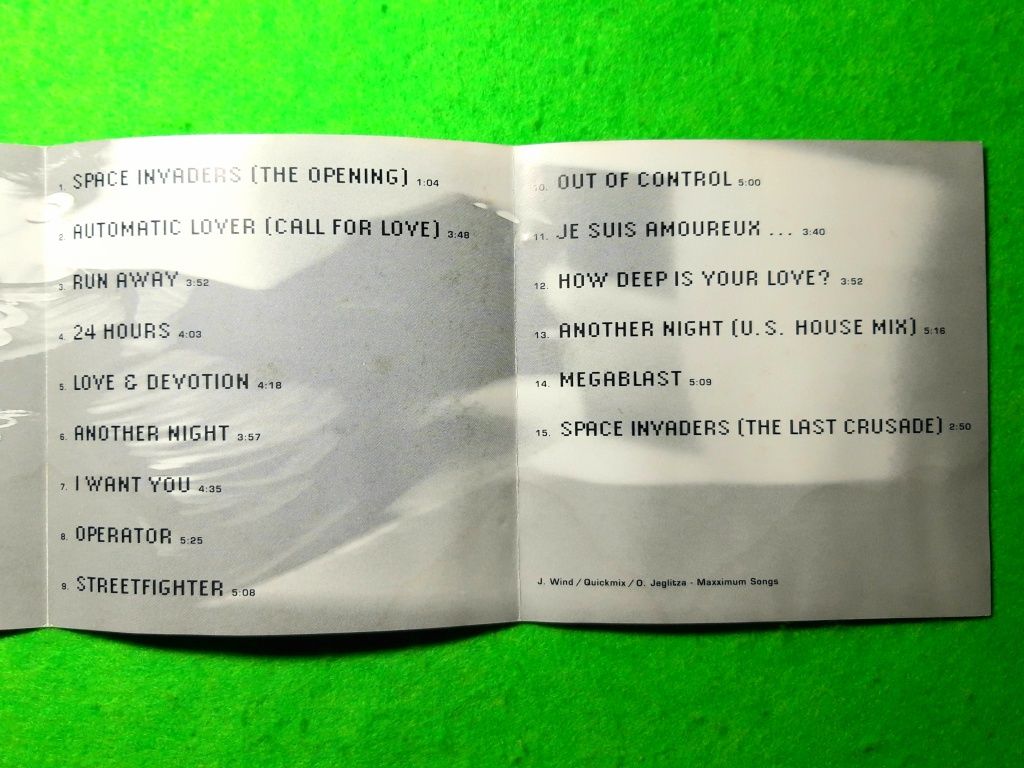 1. SPACE INVADERS (THE OPENING) 1:04
2. AUTOMATIC LOVER (CALL FOR LOVE) 3:48
3. RUN AWAY 3:52
4. 24 HOURS 4:03
5. LOVE & DEVOTION 4:18
6. ANOTHER NIGHT 3:57
7. I WANT YOU 4:35
8. OPERATOR 5:25
9. STREETFIGHTER 5:08
10. OUT OF CONTROL 5:00
11. JE SUIS AMOUREUX ... 3:40
12. HOW DEEP IS YOUR LOVE? 3:52
13. ANOTHER NIGHT (U.S. HOUSE MIX) 5:16
14. MEGABLAST 5:09
15. SPACE INVADERS (THE LAST CRUSADE) 2:50
J. Wind / Quickmix / O. Jeglitza - Maxximum Songs